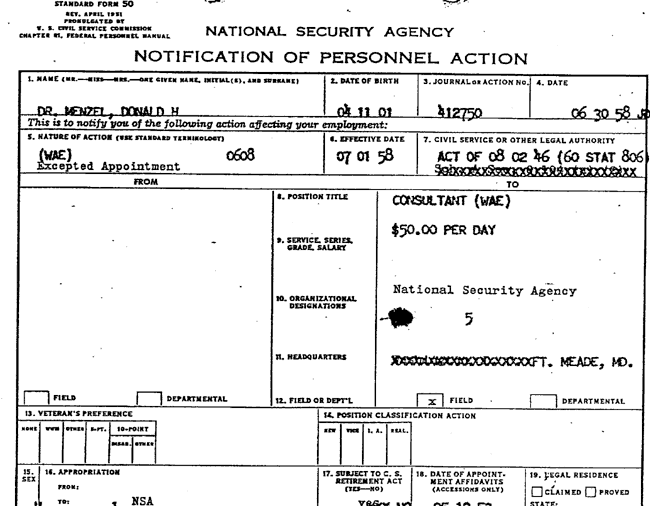 STANDARD FORM 50
REV. APRIL 1951
PROMULGATED BY
U. S. CIVIL SERVICE COMMISSION
CHAPTER R1, FEDERAL PERSONNEL MANUAL
NATIONAL SECURITY AGENCY
NOTIFICATION OF PERSONNEL ACTION
1. NAME (MR.—MISS—MRS.—ONE GIVEN NAME, INITIAL(S), AND SURNAME)
2. DATE OF BIRTH
3. JOURNAL OR ACTION NO.
4. DATE
DR. MENZEL, DONALD H
04 11 01
412750
06 30 58
This is to notify you of the following action affecting your employment:
5. NATURE OF ACTION (USE STANDARD TERMINOLOGY)
6. EFFECTIVE DATE
7. CIVIL SERVICE OR OTHER LEGAL AUTHORITY
(WAE) 0608
Excepted Appointment
07 01 58
ACT OF 08 02 46 (60 STAT 806
FROM
TO
8. POSITION TITLE
CONSULTANT (WAE)
9. SERVICE, SERIES, GRADE, SALARY
$50.00 PER DAY
10. ORGANIZATIONAL DESIGNATIONS
National Security Agency
5
11. HEADQUARTERS
FT. MEADE, MD.
FIELD
DEPARTMENTAL
12. FIELD OR DEPT'L
X FIELD
DEPARTMENTAL
13. VETERAN'S PREFERENCE
14. POSITION CLASSIFICATION ACTION
NONE WWII OTHER 5-PT. 10-POINT
DISAB. OTHER
NEW VICE I. A. REAL.
15. SEX
16. APPROPRIATION
17. SUBJECT TO C. S. RETIREMENT ACT (YES—NO)
18. DATE OF APPOINTMENT AFFIDAVITS (ACCESSIONS ONLY)
19. LEGAL RESIDENCE
FROM:
CLAIMED PROVED
TO: NSA
STATE: